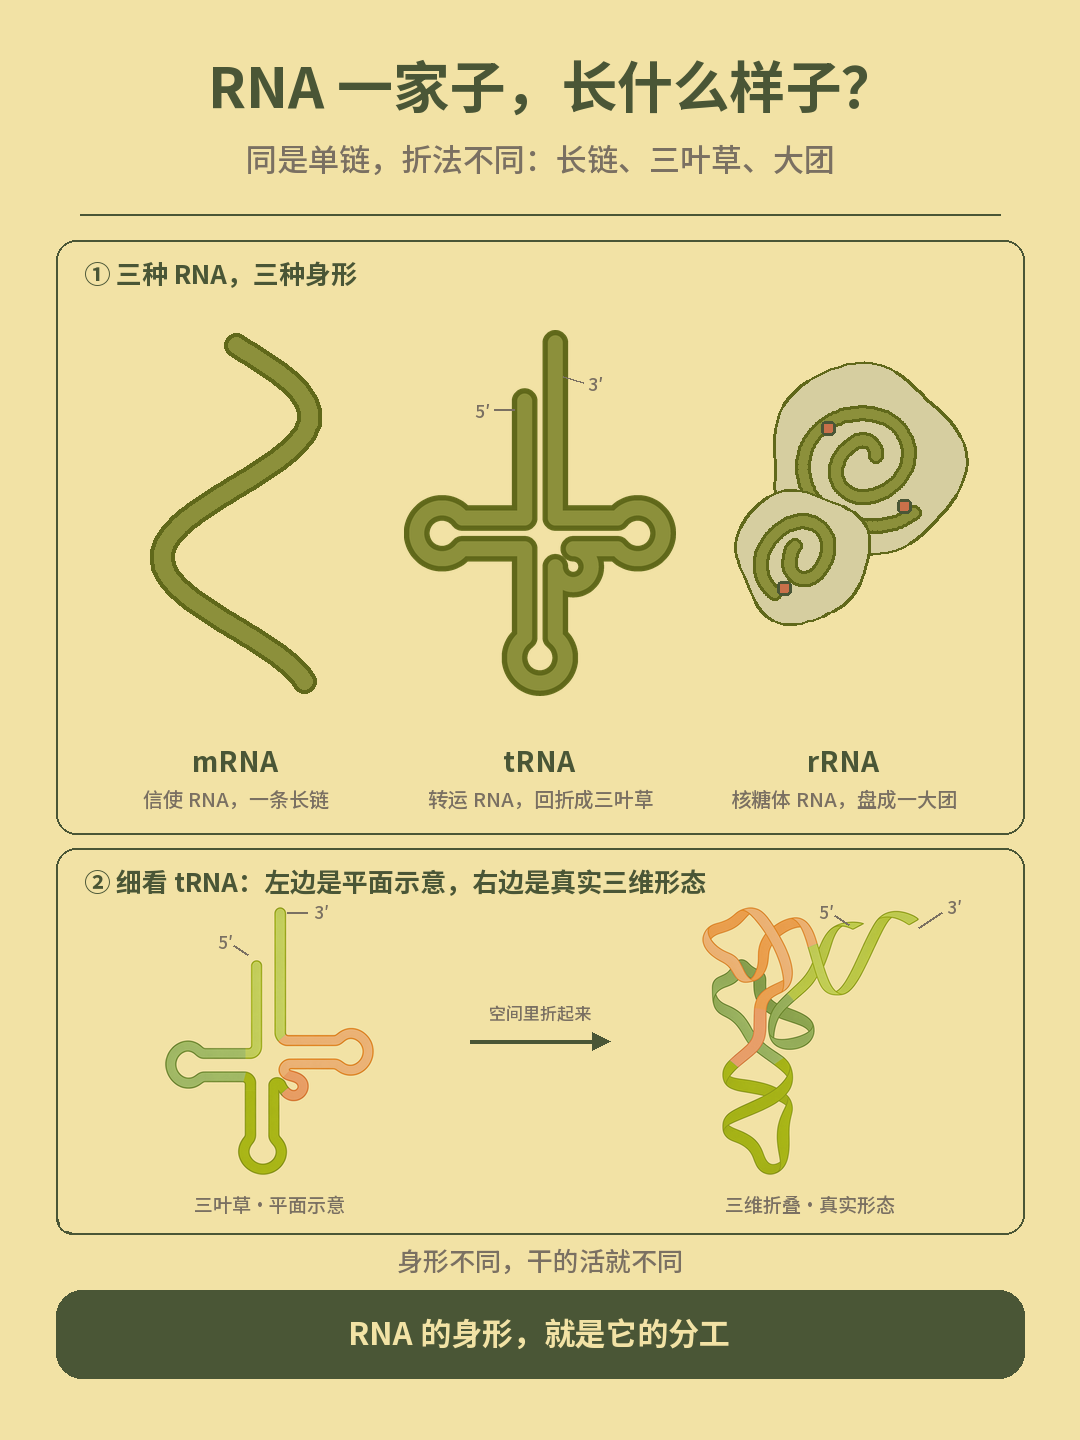 RNA 一家子，长什么样子？
同是单链，折法不同：长链、三叶草、大团
① 三种 RNA，三种身形
3′
5′
mRNA
信使 RNA，一条长链
tRNA
转运 RNA，回折成三叶草
rRNA
核糖体 RNA，盘成一大团
② 细看 tRNA：左边是平面示意，右边是真实三维形态
3′
5′
空间里折起来
5′
3′
三叶草·平面示意
三维折叠·真实形态
身形不同，干的活就不同
RNA 的身形，就是它的分工